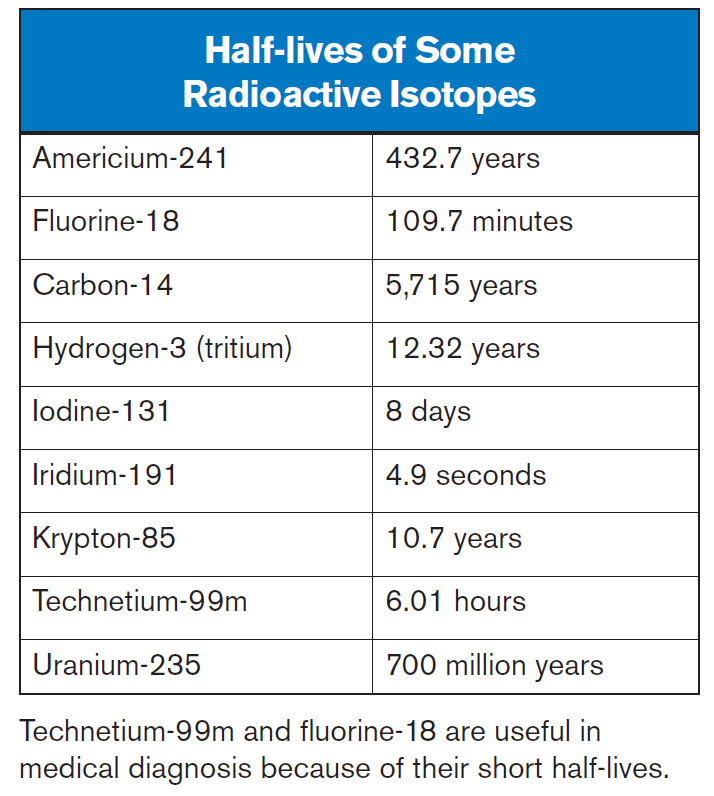 Half-lives of Some
Radioactive Isotopes
Americium-241 432.7 years
Fluorine-18 109.7 minutes
Carbon-14 5,715 years
Hydrogen-3 (tritium) 12.32 years
Iodine-131 8 days
Iridium-191 4.9 seconds
Krypton-85 10.7 years
Technetium-99m 6.01 hours
Uranium-235 700 million years
Technetium-99m and fluorine-18 are useful in
medical diagnosis because of their short half-lives.